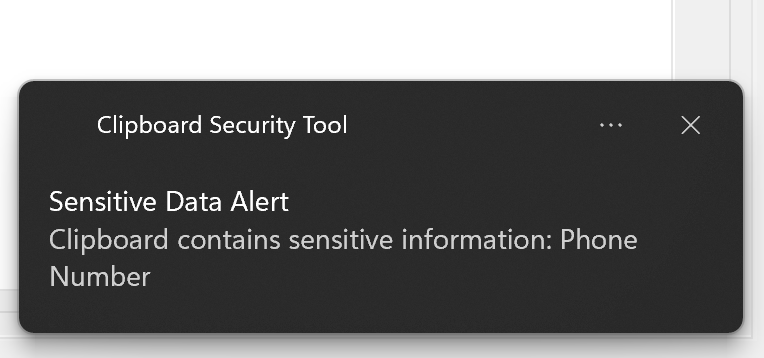 Clipboard Security Tool
Sensitive Data Alert
Clipboard contains sensitive information: Phone
Number